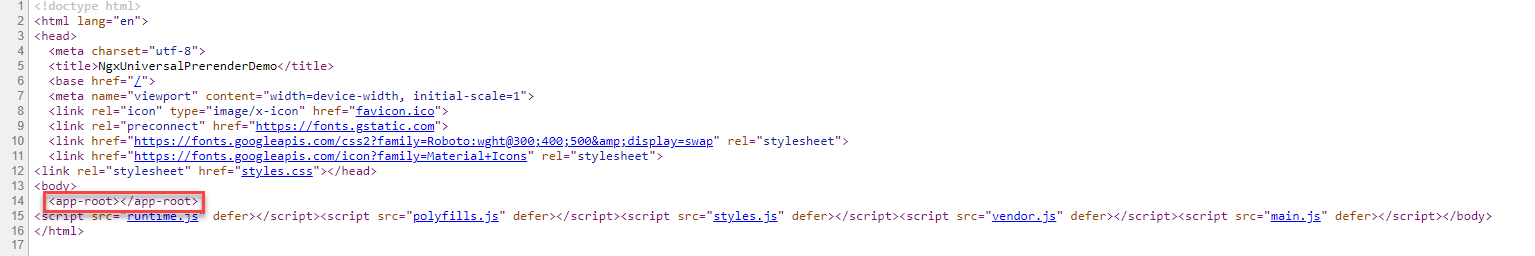 1 <!doctype html>
2 <html lang="en">
3 <head>
4 <meta charset="utf-8">
5 <title>NgxUniversalPrerenderDemo</title>
6 <base href="/">
7 <meta name="viewport" content="width=device-width, initial-scale=1">
8 <link rel="icon" type="image/x-icon" href="favicon.ico">
9 <link rel="preconnect" href="https://fonts.gstatic.com">
10 <link href="https://fonts.googleapis.com/css2?family=Roboto:wght@300;400;500&amp;display=swap" rel="stylesheet">
11 <link href="https://fonts.googleapis.com/icon?family=Material+Icons" rel="stylesheet">
12 <link rel="stylesheet" href="styles.css"></head>
13 <body>
14 <app-root></app-root>
15 <script src="runtime.js" defer></script><script src="polyfills.js" defer></script><script src="styles.js" defer></script><script src="vendor.js" defer></script><script src="main.js" defer></script></body>
16 </html>
17